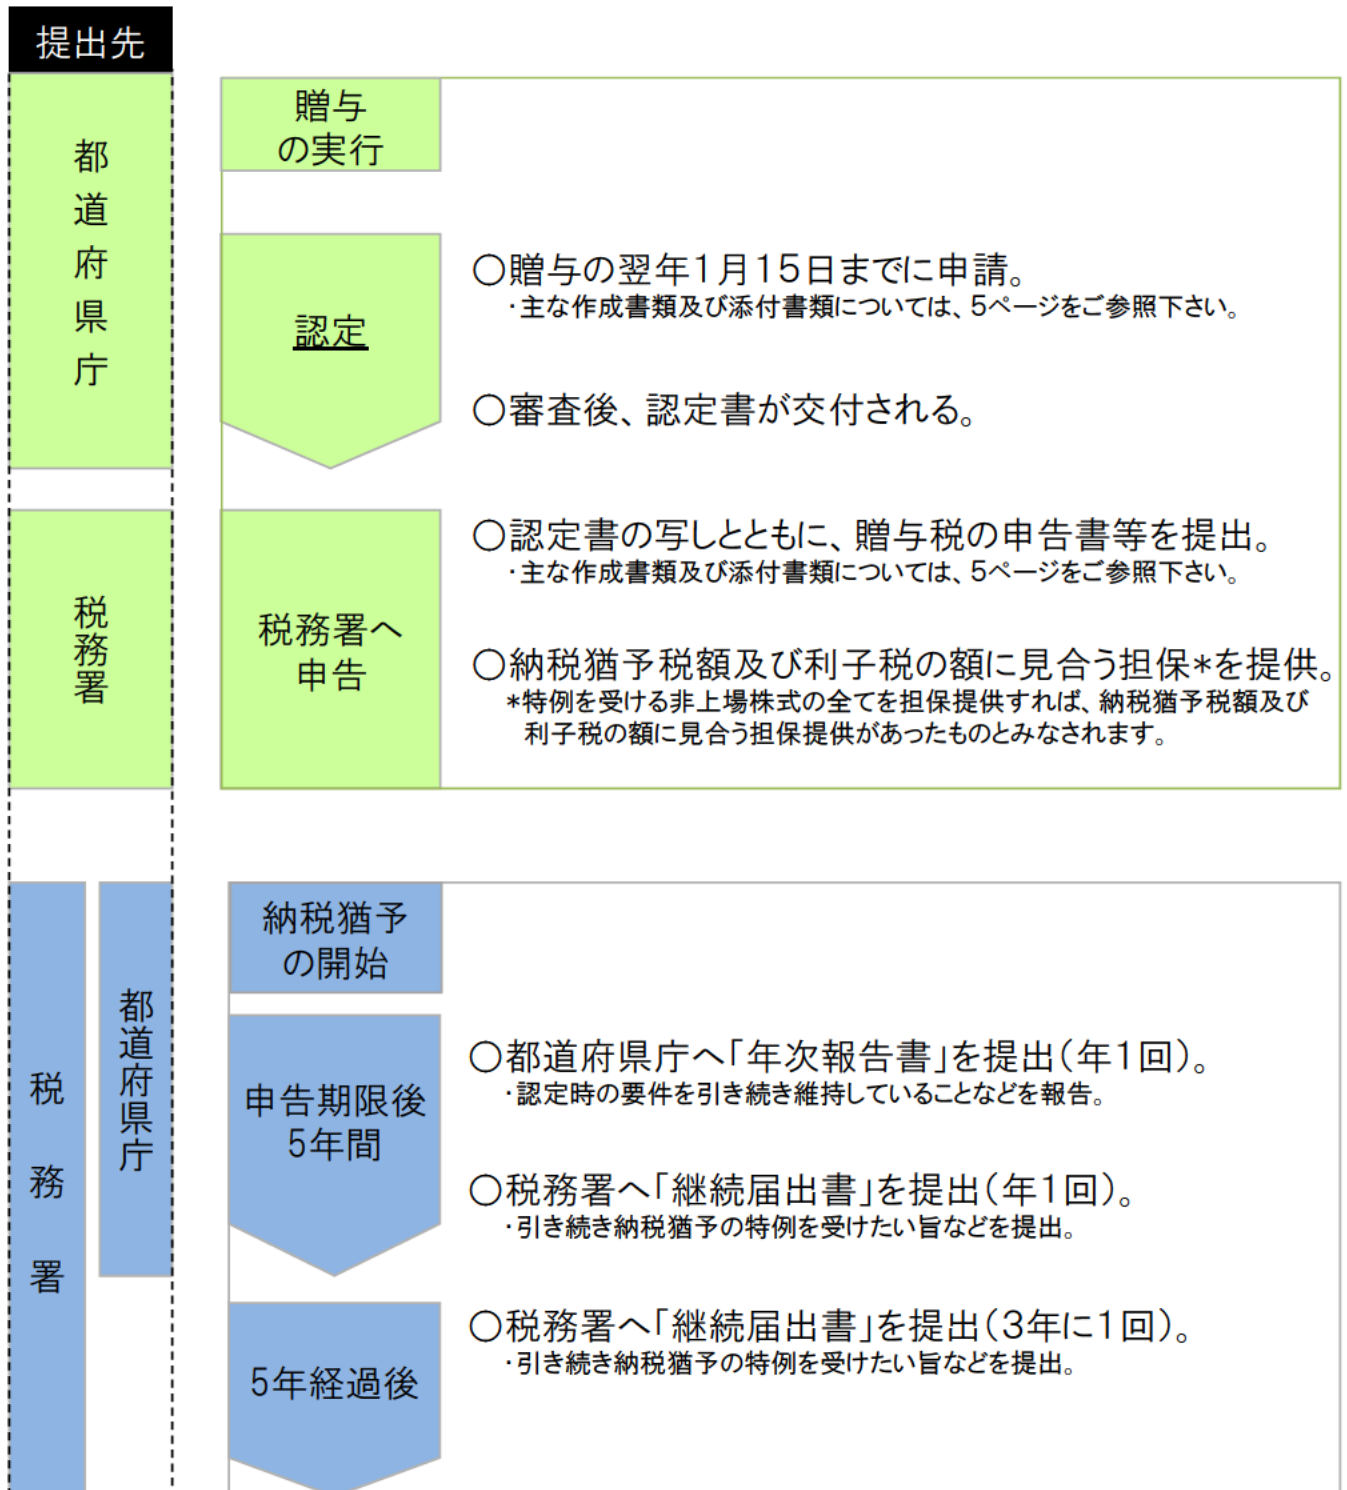 提出先
都道府県庁
贈与
の実行
認定
○贈与の翌年1月15日までに申請。
・主な作成書類及び添付書類については、5ページをご参照下さい。
○審査後、認定書が交付される。
税務署
税務署へ
申告
○認定書の写しとともに、贈与税の申告書等を提出。
・主な作成書類及び添付書類については、5ページをご参照下さい。
○納税猶予税額及び利子税の額に見合う担保*を提供。
*特例を受ける非上場株式の全てを担保提供すれば、納税猶予税額及び
利子税の額に見合う担保提供があったものとみなされます。
税務署
都道府県庁
納税猶予
の開始
申告期限後
5年間
○都道府県庁へ「年次報告書」を提出(年1回)。
・認定時の要件を引き続き維持していることなどを報告。
○税務署へ「継続届出書」を提出(年1回)。
・引き続き納税猶予の特例を受けたい旨などを提出。
5年経過後
○税務署へ「継続届出書」を提出(3年に1回)。
・引き続き納税猶予の特例を受けたい旨などを提出。